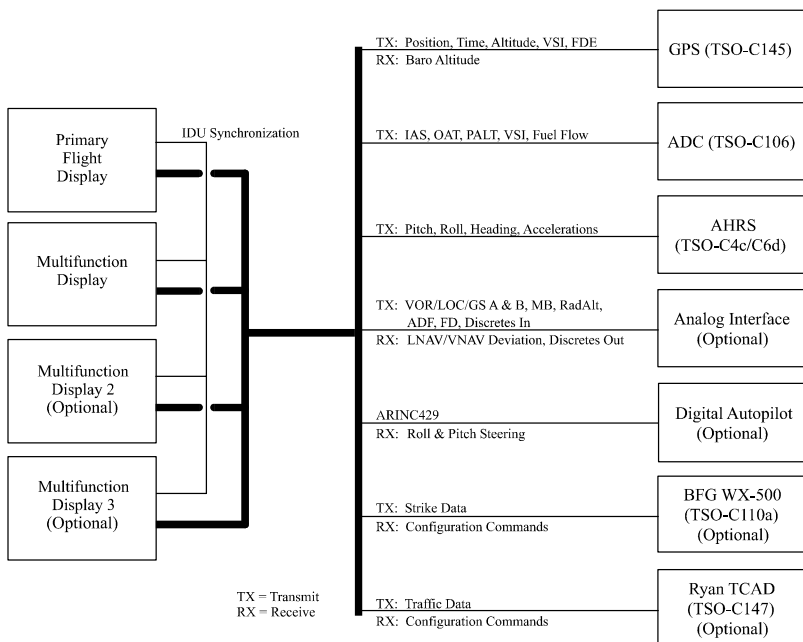 Primary
Flight
Display
Multifunction
Display
Multifunction
Display 2
(Optional)
Multifunction
Display 3
(Optional)
IDU Synchronization
TX = Transmit
RX = Receive
TX: Position, Time, Altitude, VSI, FDE
RX: Baro Altitude
GPS (TSO-C145)
TX: IAS, OAT, PALT, VSI, Fuel Flow
ADC (TSO-C106)
TX: Pitch, Roll, Heading, Accelerations
AHRS
(TSO-C4c/C6d)
TX: VOR/LOC/GS A & B, MB, RadAlt,
ADF, FD, Discretes In
RX: LNAV/VNAV Deviation, Discretes Out
Analog Interface
(Optional)
ARINC429
RX: Roll & Pitch Steering
Digital Autopilot
(Optional)
TX: Strike Data
RX: Configuration Commands
BFG WX-500
(TSO-C110a)
(Optional)
TX: Traffic Data
RX: Configuration Commands
Ryan TCAD
(TSO-C147)
(Optional)